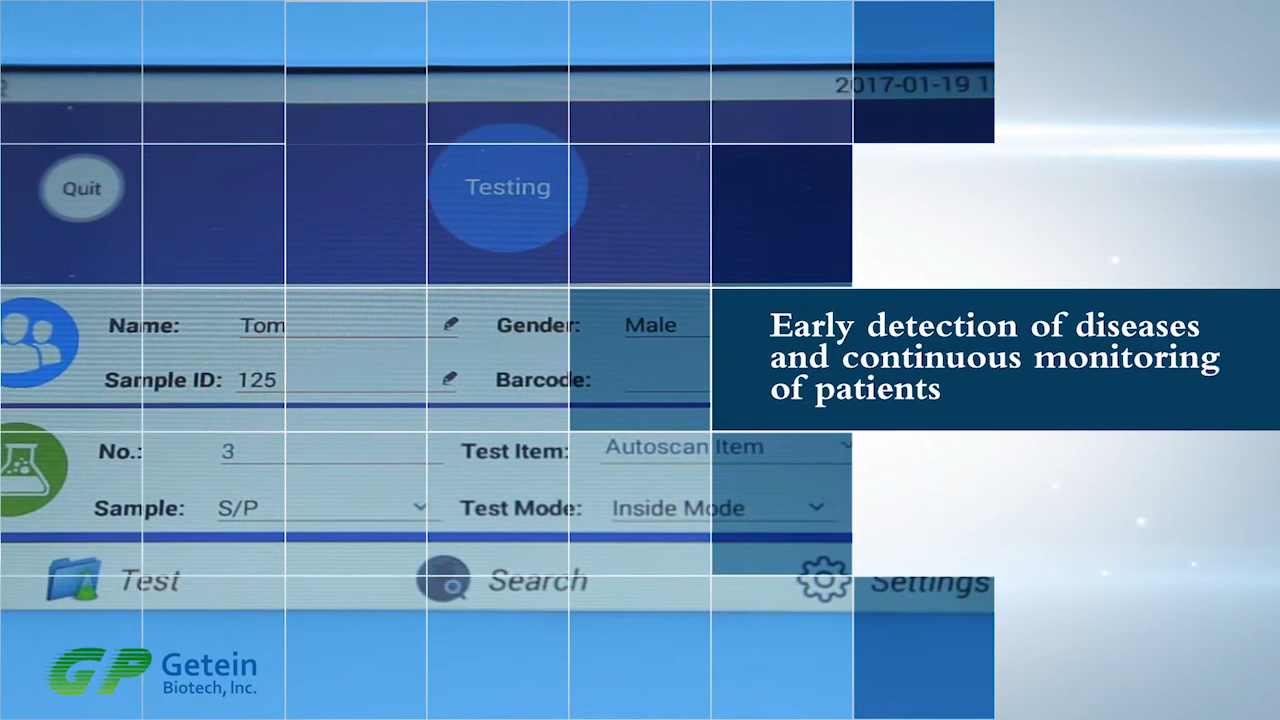 2017-01-19 1
Quit
Testing
Name: Tom
Gender: Male
Sample ID: 125
Barcode:
No.: 3
Test Item: Autoscan Item
Sample: S/P
Test Mode: Inside Mode
Test
Search
Settings
Early detection of diseases
and continuous monitoring
of patients
GP Getein
Biotech, Inc.